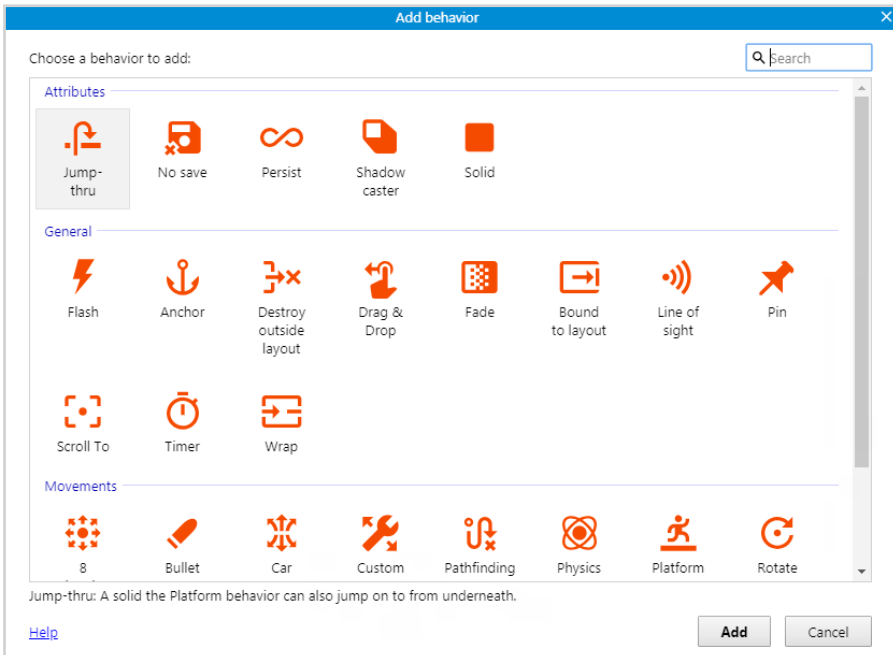 Add behavior
Choose a behavior to add:
Search
Attributes
Jump-
thru
No save
Persist
Shadow
caster
Solid
General
Flash
Anchor
Destroy
outside
layout
Drag &
Drop
Fade
Bound
to layout
Line of
sight
Pin
Scroll To
Timer
Wrap
Movements
8
Bullet
Car
Custom
Pathfinding
Physics
Platform
Rotate
Jump-thru: A solid the Platform behavior can also jump on to from underneath.
Help
Add
Cancel